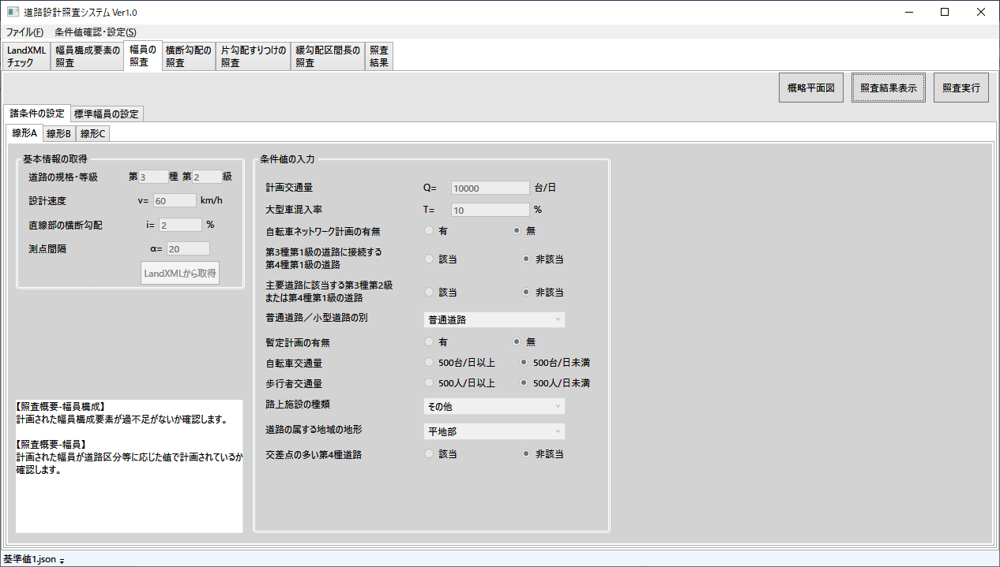 道路設計照査システム Ver1.0
ファイル(F) 条件値確認・設定(S)
LandXML
チェック
幅員構成要素の
照査
幅員の
照査
横断勾配の
照査
片勾配すりつけの
照査
緩勾配区間長の
照査
照査
結果
概略平面図 照査結果表示 照査実行
諸条件の設定 標準幅員の設定
線形A 線形B 線形C
基本情報の取得
道路の規格・等級 第 3 種 第 2 級
設計速度 v= 60 km/h
直線部の横断勾配 i= 2 %
測点間隔 α= 20
LandXMLから取得
【照査概要-幅員構成】
計画された幅員構成要素が過不足がないか確認します。
【照査概要-幅員】
計画された幅員が道路区分等に応じた値で計画されているか
確認します。
条件値の入力
計画交通量 Q= 10000 台/日
大型車混入率 T= 10 %
自転車ネットワーク計画の有無 有 無
第3種第1級の道路に接続する
第4種第1級の道路 該当 非該当
主要道路に該当する第3種第2級
または第4種第1級の道路 該当 非該当
普通道路／小型道路の別 普通道路
暫定計画の有無 有 無
自転車交通量 500台/日以上 500台/日未満
歩行者交通量 500人/日以上 500人/日未満
路上施設の種類 その他
道路の属する地域の地形 平地部
交差点の多い第4種道路 該当 非該当
基準値1.json